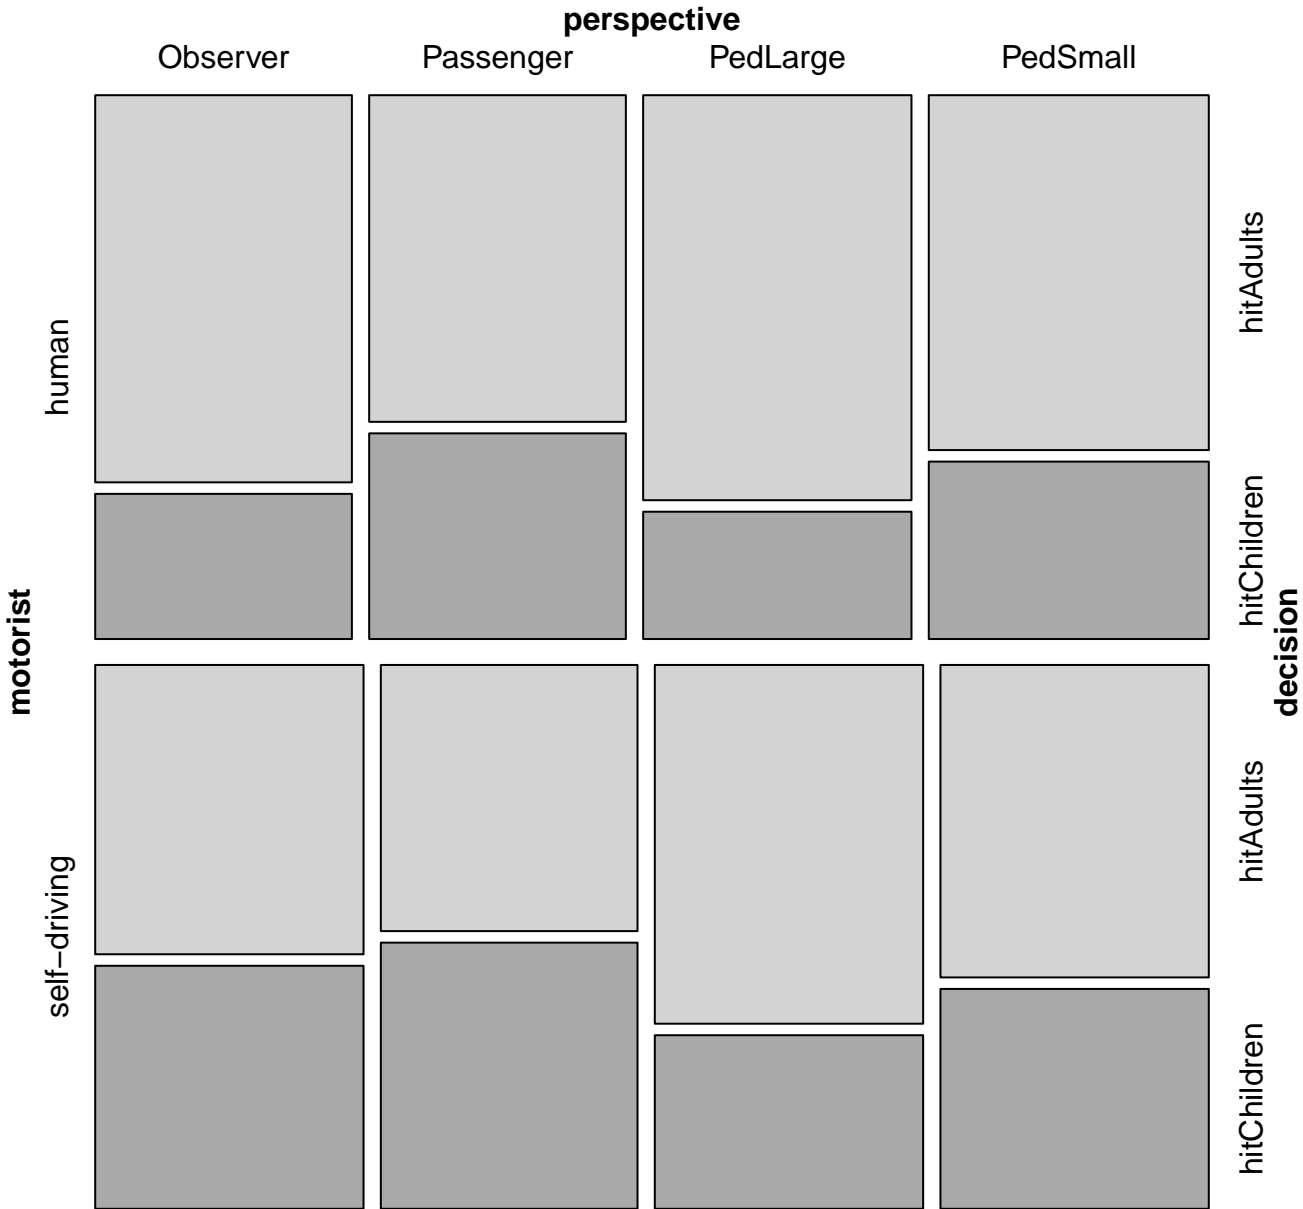 perspective
Observer
Passenger
PedLarge
PedSmall
motorist
human
self−driving
hitAdults
hitChildren
hitAdults
hitChildren
decision